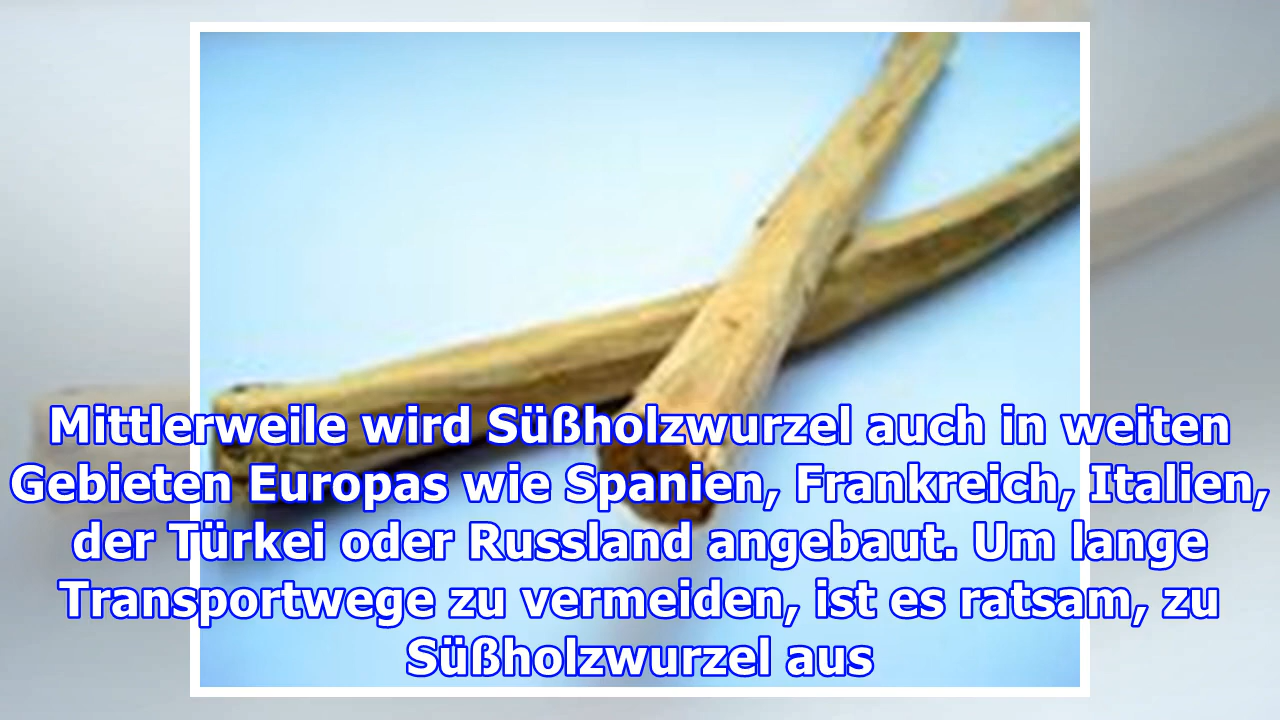 Mittlerweile wird Süßholzwurzel auch in weiten
Gebieten Europas wie Spanien, Frankreich, Italien,
der Türkei oder Russland angebaut. Um lange
Transportwege zu vermeiden, ist es ratsam, zu
Süßholzwurzel aus